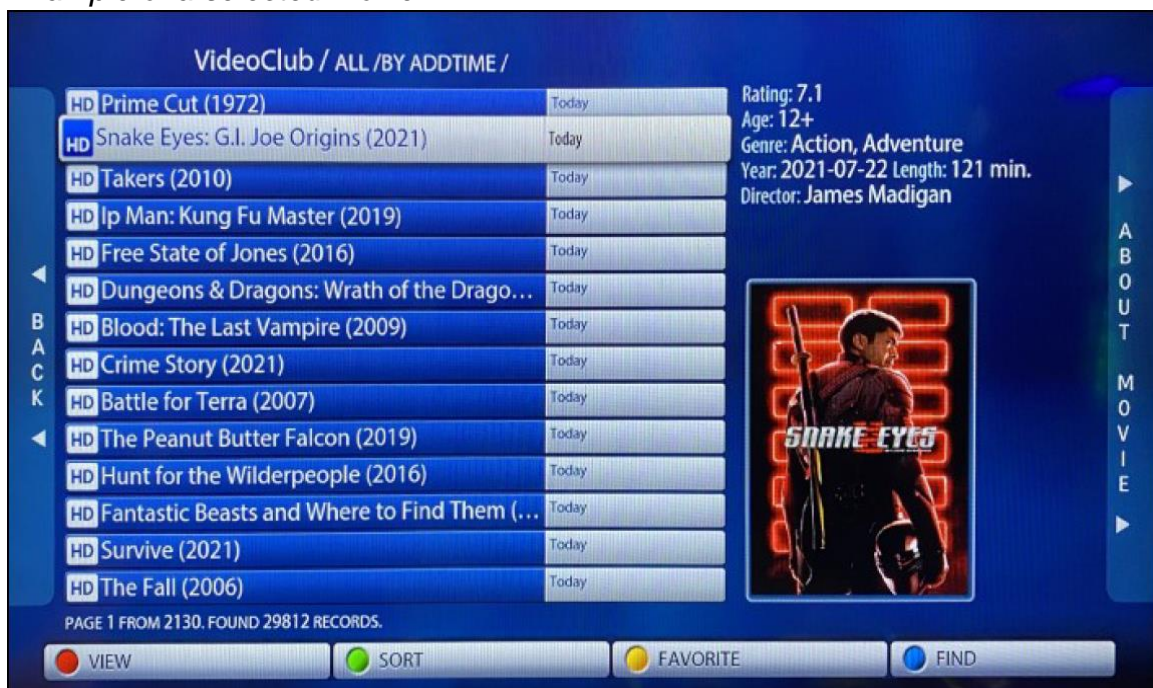 VideoClub / ALL /BY ADDTIME /
HD Prime Cut (1972) Today
HD Snake Eyes: G.I. Joe Origins (2021) Today
HD Takers (2010) Today
HD Ip Man: Kung Fu Master (2019) Today
HD Free State of Jones (2016) Today
HD Dungeons & Dragons: Wrath of the Drago... Today
HD Blood: The Last Vampire (2009) Today
HD Crime Story (2021) Today
HD Battle for Terra (2007) Today
HD The Peanut Butter Falcon (2019) Today
HD Hunt for the Wilderpeople (2016) Today
HD Fantastic Beasts and Where to Find Them (... Today
HD Survive (2021) Today
HD The Fall (2006) Today
PAGE 1 FROM 2130. FOUND 29812 RECORDS.
Rating: 7.1
Age: 12+
Genre: Action, Adventure
Year: 2021-07-22 Length: 121 min.
Director: James Madigan
SNAKE EYES
BACK
ABOUT MOVIE
VIEW
SORT
FAVORITE
FIND